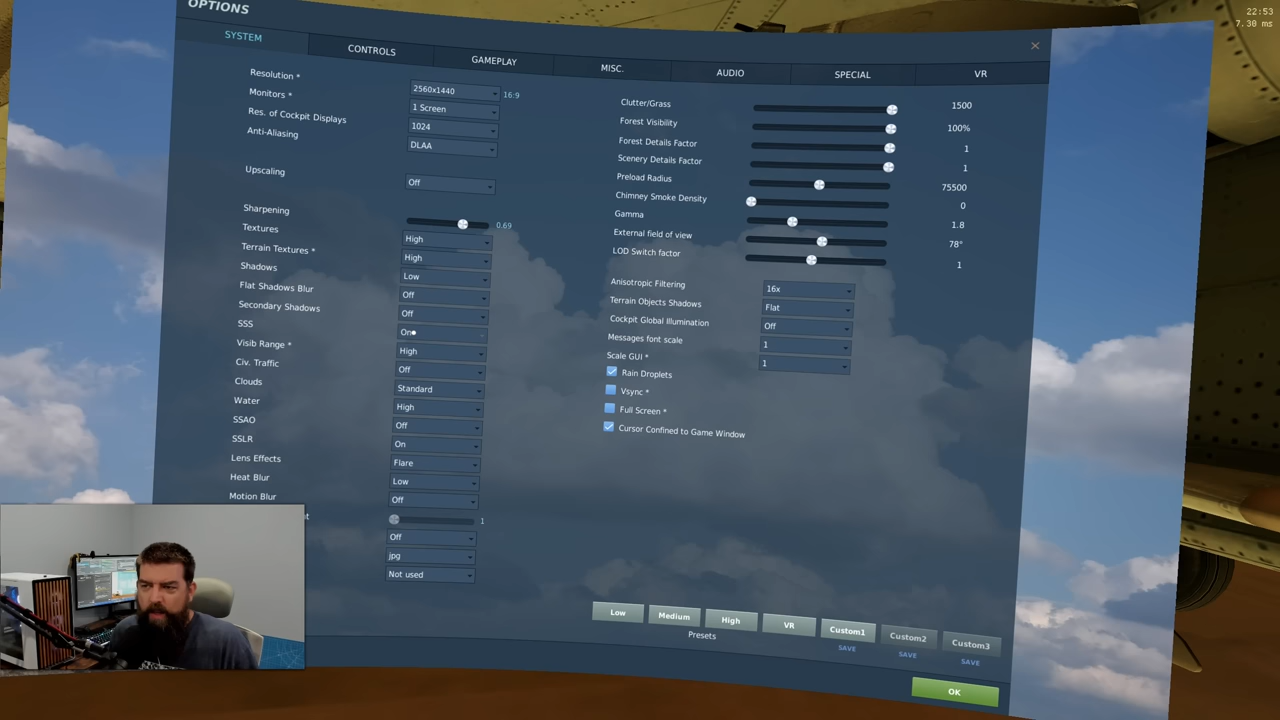 22:53
7.30 ms
OPTIONS
SYSTEM
CONTROLS
GAMEPLAY
MISC.
AUDIO
SPECIAL
VR
Resolution * 2560x1440 16:9
Monitors * 1 Screen
Res. of Cockpit Displays 1024
Anti-Aliasing DLAA
Upscaling Off
Sharpening 0.69
Textures High
Terrain Textures * High
Shadows Low
Flat Shadows Blur Off
Secondary Shadows Off
SSS On
Visib Range * High
Civ. Traffic Off
Clouds Standard
Water High
SSAO Off
SSLR On
Lens Effects Flare
Heat Blur Low
Motion Blur Off
1
Off
jpg
Not used
Clutter/Grass 1500
Forest Visibility 100%
Forest Details Factor 1
Scenery Details Factor 1
Preload Radius 75500
Chimney Smoke Density 0
Gamma 1.8
External field of view 78°
LOD Switch factor 1
Anisotropic Filtering 16x
Terrain Objects Shadows Flat
Cockpit Global Illumination Off
Messages font scale 1
Scale GUI * 1
Rain Droplets
Vsync *
Full Screen *
Cursor Confined to Game Window
Low
Medium
High
VR
Custom1
Custom2
Custom3
Presets
SAVE
SAVE
SAVE
OK